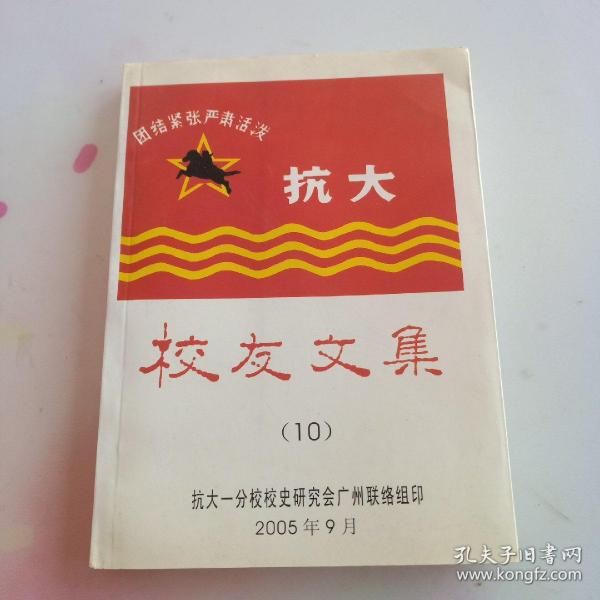 团结紧张严肃活泼
抗大
校友文集
（10）
抗大一分校校史研究会广州联络组印
2005年9月
孔夫子旧书网
www.kongfz.com